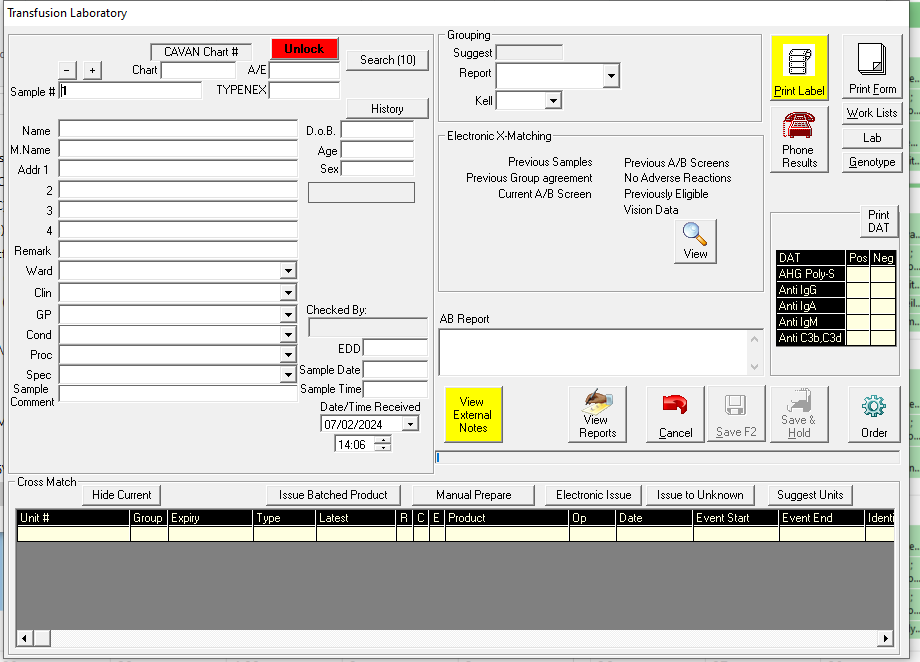 Transfusion Laboratory
CAVAN Chart #
Unlock
Chart
A/E
Search (10)
- +
Sample # 1
TYPENEX
History
Name
D.o.B.
M.Name
Age
Addr 1
Sex
2
3
4
Remark
Ward
Clin
GP
Checked By:
Cond
EDD
Proc
Sample Date
Spec
Sample Time
Sample
Comment
Date/Time Received
07/02/2024
14:06
Grouping
Suggest
Report
Kell
Electronic X-Matching
Previous Samples
Previous A/B Screens
Previous Group agreement
No Adverse Reactions
Current A/B Screen
Previously Eligible
Vision Data
View
AB Report
Print Label
Print Form
Phone
Results
Work Lists
Lab
Genotype
Print
DAT
DAT Pos Neg
AHG Poly-S
Anti IgG
Anti IgA
Anti IgM
Anti C3b,C3d
View
External
Notes
View
Reports
Cancel
Save F2
Save &
Hold
Order
Cross Match
Hide Current
Issue Batched Product
Manual Prepare
Electronic Issue
Issue to Unknown
Suggest Units
Unit # Group Expiry Type Latest R C E Product Op Date Event Start Event End Identi